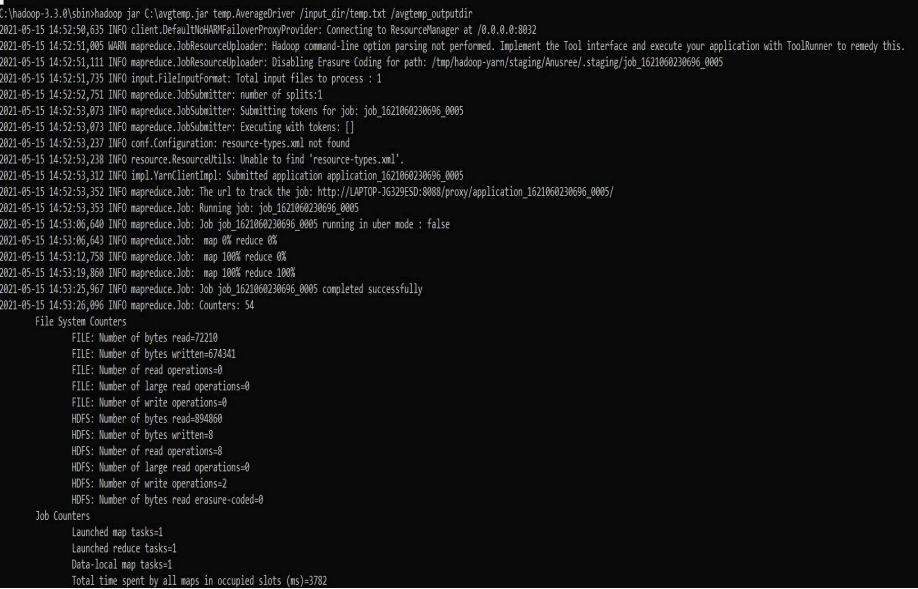 C:\hadoop-3.3.0\sbin>hadoop jar C:\avgtemp.jar temp.AverageDriver /input_dir/temp.txt /avgtemp_outputdir
2021-05-15 14:52:50,635 INFO client.DefaultNoHARMFailoverProxyProvider: Connecting to ResourceManager at /0.0.0.0:8032
2021-05-15 14:52:51,005 WARN mapreduce.JobResourceUploader: Hadoop command-line option parsing not performed. Implement the Tool interface and execute your application with ToolRunner to remedy this.
2021-05-15 14:52:51,111 INFO mapreduce.JobResourceUploader: Disabling Erasure Coding for path: /tmp/hadoop-yarn/staging/Anusree/.staging/job_1621060230696_0005
2021-05-15 14:52:51,735 INFO input.FileInputFormat: Total input files to process : 1
2021-05-15 14:52:52,751 INFO mapreduce.JobSubmitter: number of splits:1
2021-05-15 14:52:53,073 INFO mapreduce.JobSubmitter: Submitting tokens for job: job_1621060230696_0005
2021-05-15 14:52:53,073 INFO mapreduce.JobSubmitter: Executing with tokens: []
2021-05-15 14:52:53,237 INFO conf.Configuration: resource-types.xml not found
2021-05-15 14:52:53,238 INFO resource.ResourceUtils: Unable to find 'resource-types.xml'.
2021-05-15 14:52:53,312 INFO impl.YarnClientImpl: Submitted application application_1621060230696_0005
2021-05-15 14:52:53,352 INFO mapreduce.Job: The url to track the job: http://LAPTOP-JG329ESD:8088/proxy/application_1621060230696_0005/
2021-05-15 14:52:53,353 INFO mapreduce.Job: Running job: job_1621060230696_0005
2021-05-15 14:53:06,640 INFO mapreduce.Job: Job job_1621060230696_0005 running in uber mode : false
2021-05-15 14:53:06,643 INFO mapreduce.Job:  map 0% reduce 0%
2021-05-15 14:53:12,758 INFO mapreduce.Job:  map 100% reduce 0%
2021-05-15 14:53:19,860 INFO mapreduce.Job:  map 100% reduce 100%
2021-05-15 14:53:25,967 INFO mapreduce.Job: Job job_1621060230696_0005 completed successfully
2021-05-15 14:53:26,096 INFO mapreduce.Job: Counters: 54
File System Counters
FILE: Number of bytes read=72210
FILE: Number of bytes written=674341
FILE: Number of read operations=0
FILE: Number of large read operations=0
FILE: Number of write operations=0
HDFS: Number of bytes read=894860
HDFS: Number of bytes written=8
HDFS: Number of read operations=8
HDFS: Number of large read operations=0
HDFS: Number of write operations=2
HDFS: Number of bytes read erasure-coded=0
Job Counters
Launched map tasks=1
Launched reduce tasks=1
Data-local map tasks=1
Total time spent by all maps in occupied slots (ms)=3782